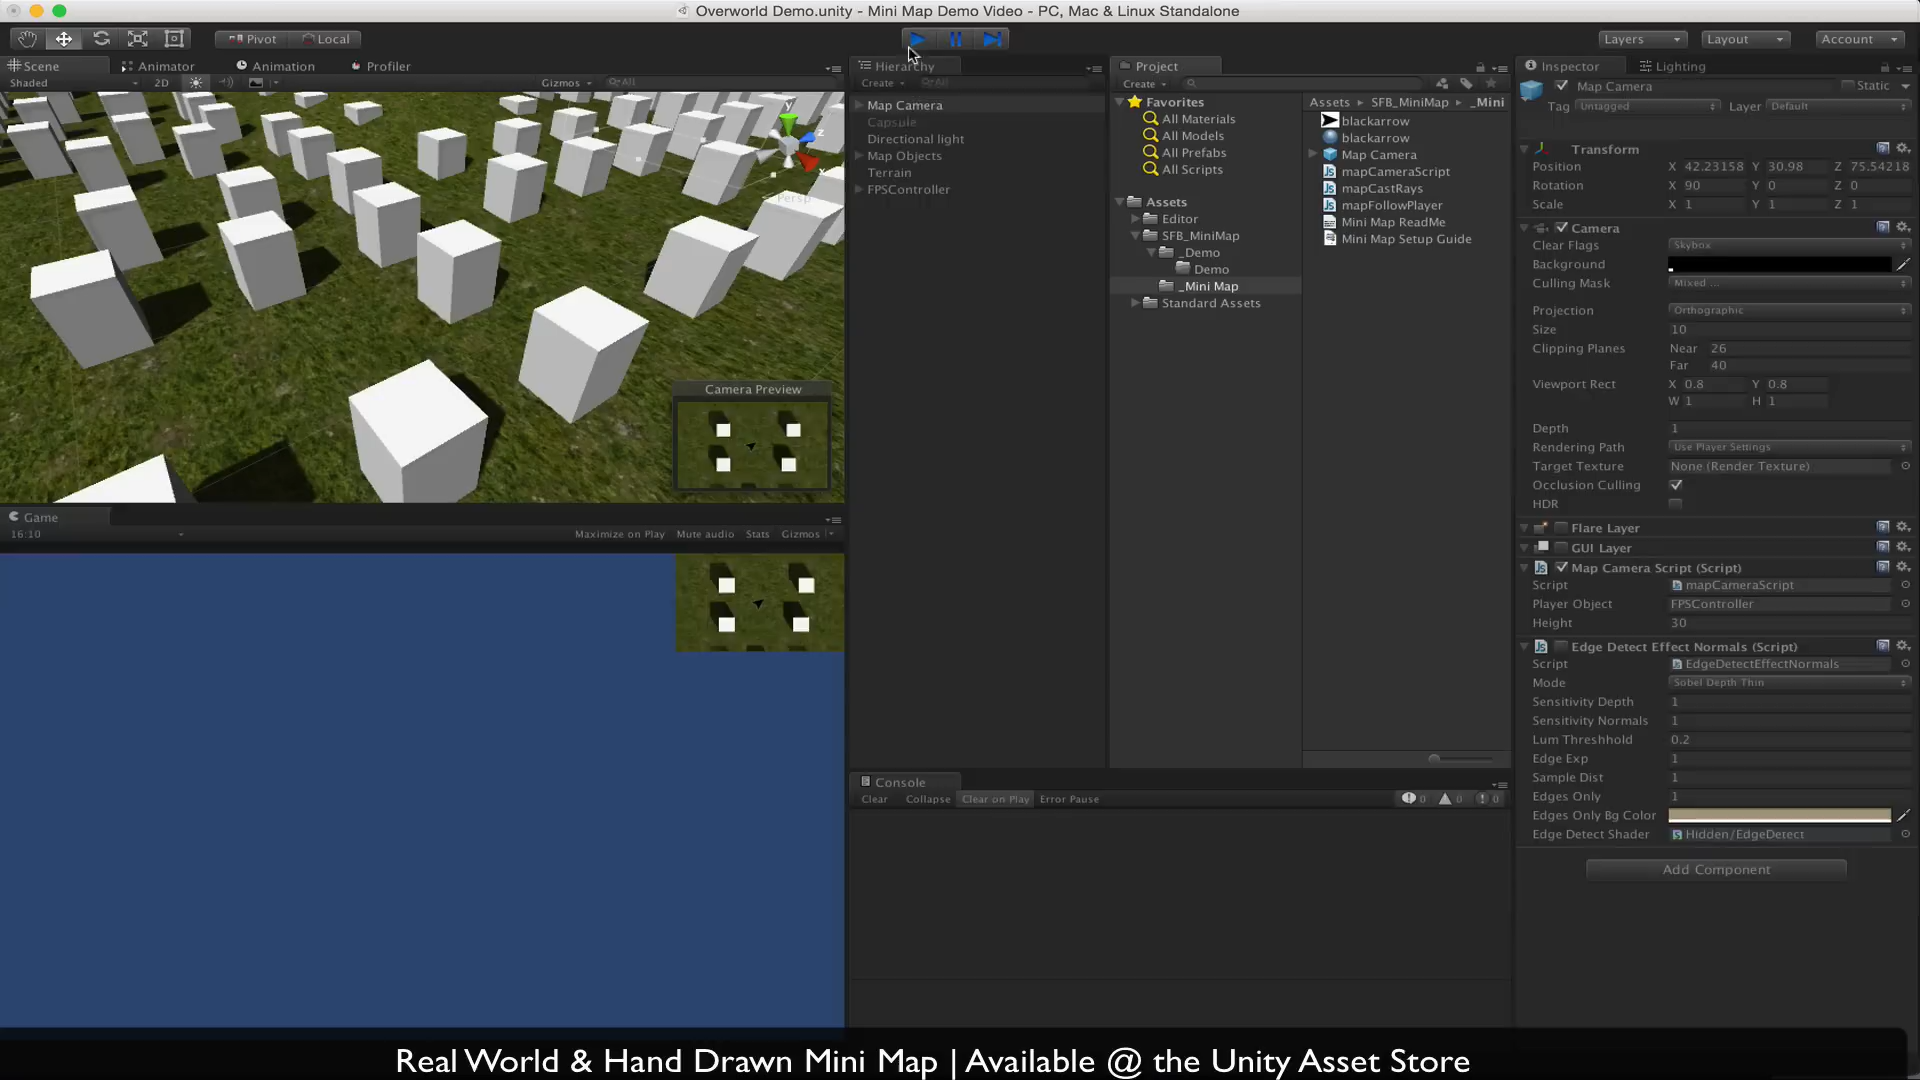 Overworld Demo.unity - Mini Map Demo Video - PC, Mac & Linux Standalone
Pivot Local
Layers Layout Account
Scene Animator Animation Profiler
Shaded 2D Gizmos All
y
z
x
Persp
Camera Preview
Game
16:10 Maximize on Play Mute audio Stats Gizmos
Hierarchy
Create All
Map Camera
Capsule
Directional light
Map Objects
Terrain
FPSController
Project
Create
Favorites
All Materials
All Models
All Prefabs
All Scripts
Assets
Editor
SFB_MiniMap
_Demo
Demo
_Mini Map
Standard Assets
Assets SFB_MiniMap _Mini
blackarrow
blackarrow
Map Camera
mapCameraScript
mapCastRays
mapFollowPlayer
Mini Map ReadMe
Mini Map Setup Guide
Console
Clear Collapse Clear on Play Error Pause 0 0 0
Inspector Lighting
Map Camera Static
Tag Untagged Layer Default
Transform
Position X 42.23158 Y 30.98 Z 75.54218
Rotation X 90 Y 0 Z 0
Scale X 1 Y 1 Z 1
Camera
Clear Flags Skybox
Background
Culling Mask Mixed ...
Projection Orthographic
Size 10
Clipping Planes Near 26
Far 40
Viewport Rect X 0.8 Y 0.8
W 1 H 1
Depth 1
Rendering Path Use Player Settings
Target Texture None (Render Texture)
Occlusion Culling
HDR
Flare Layer
GUI Layer
Map Camera Script (Script)
Script mapCameraScript
Player Object FPSController
Height 30
Edge Detect Effect Normals (Script)
Script EdgeDetectEffectNormals
Mode Sobel Depth Thin
Sensitivity Depth 1
Sensitivity Normals 1
Lum Threshhold 0.2
Edge Exp 1
Sample Dist 1
Edges Only 1
Edges Only Bg Color
Edge Detect Shader Hidden/EdgeDetect
Add Component
Real World & Hand Drawn Mini Map | Available @ the Unity Asset Store